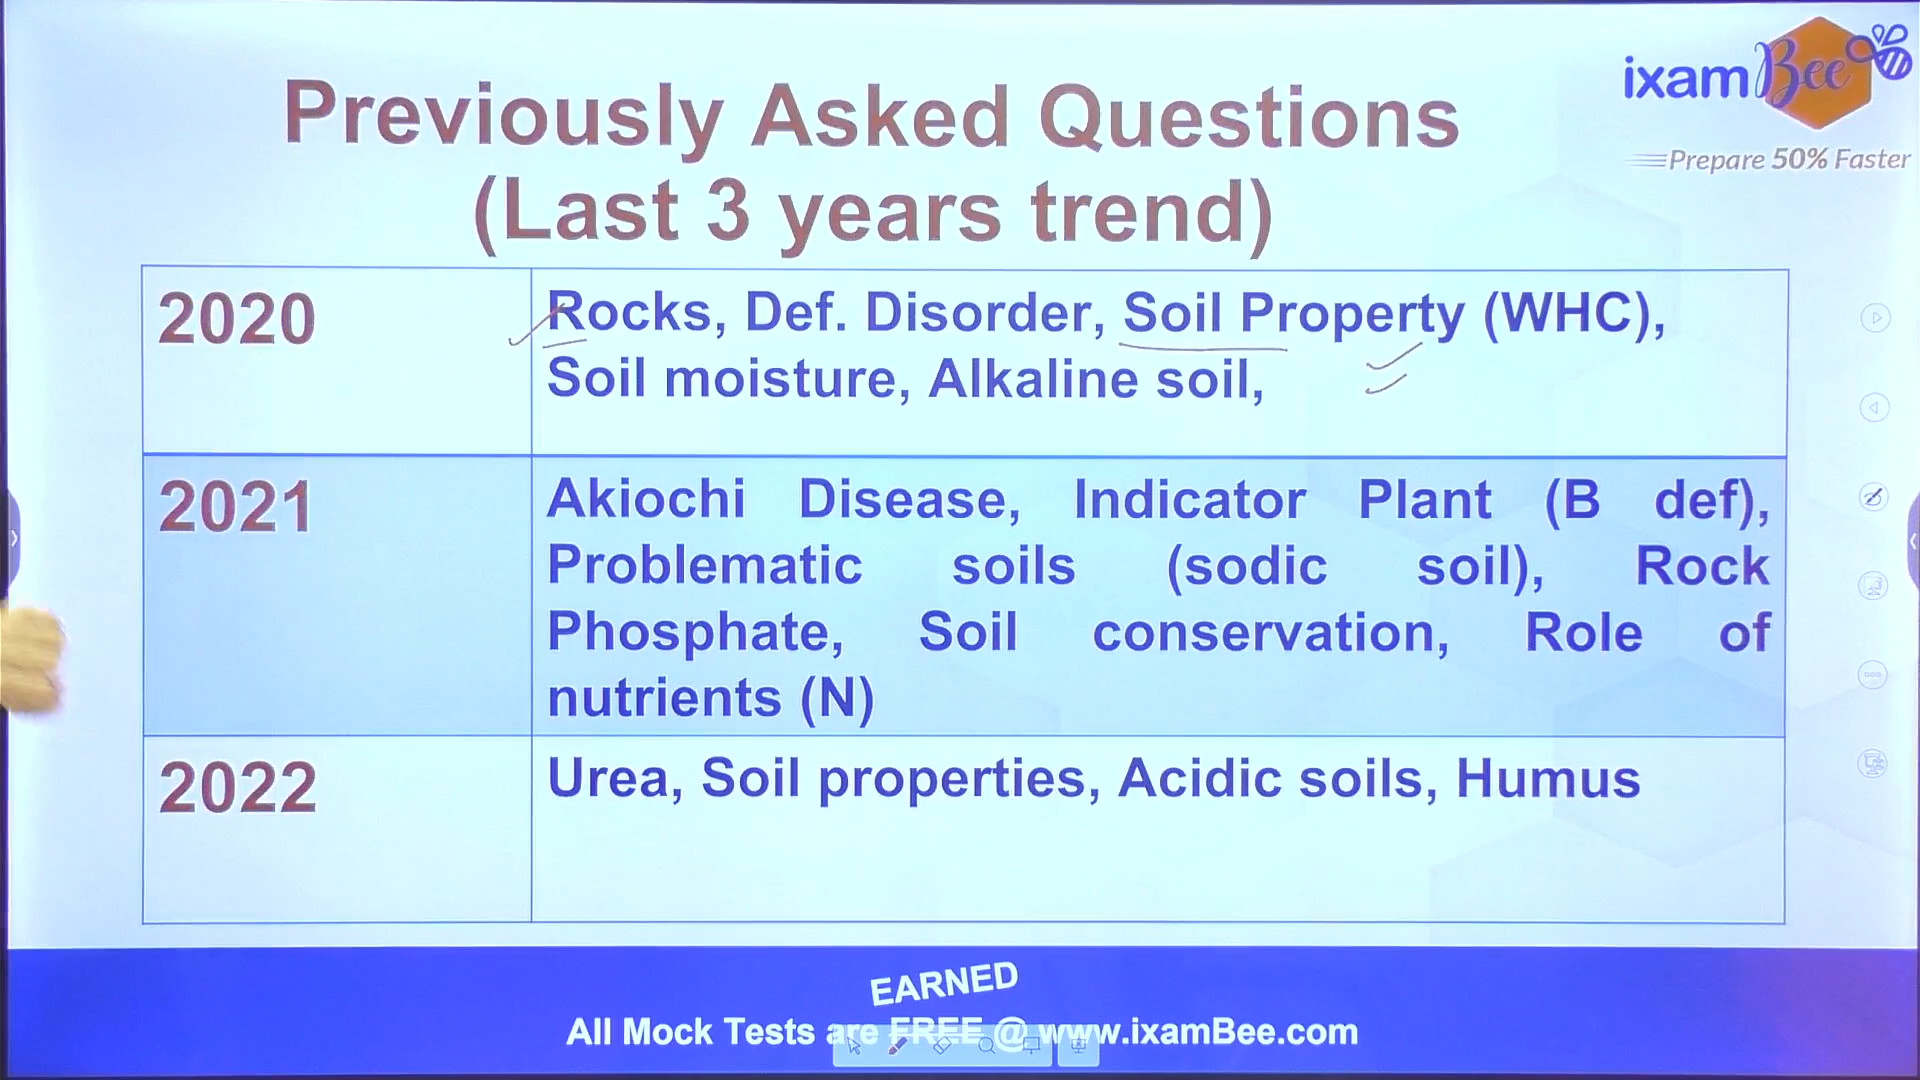 ixamBee
Prepare 50% Faster
Previously Asked Questions
(Last 3 years trend)
2020
Rocks, Def. Disorder, Soil Property (WHC),
Soil moisture, Alkaline soil,
2021
Akiochi Disease, Indicator Plant (B def),
Problematic soils (sodic soil), Rock
Phosphate, Soil conservation, Role of
nutrients (N)
2022
Urea, Soil properties, Acidic soils, Humus
EARNED
All Mock Tests are FREE @ www.ixamBee.com